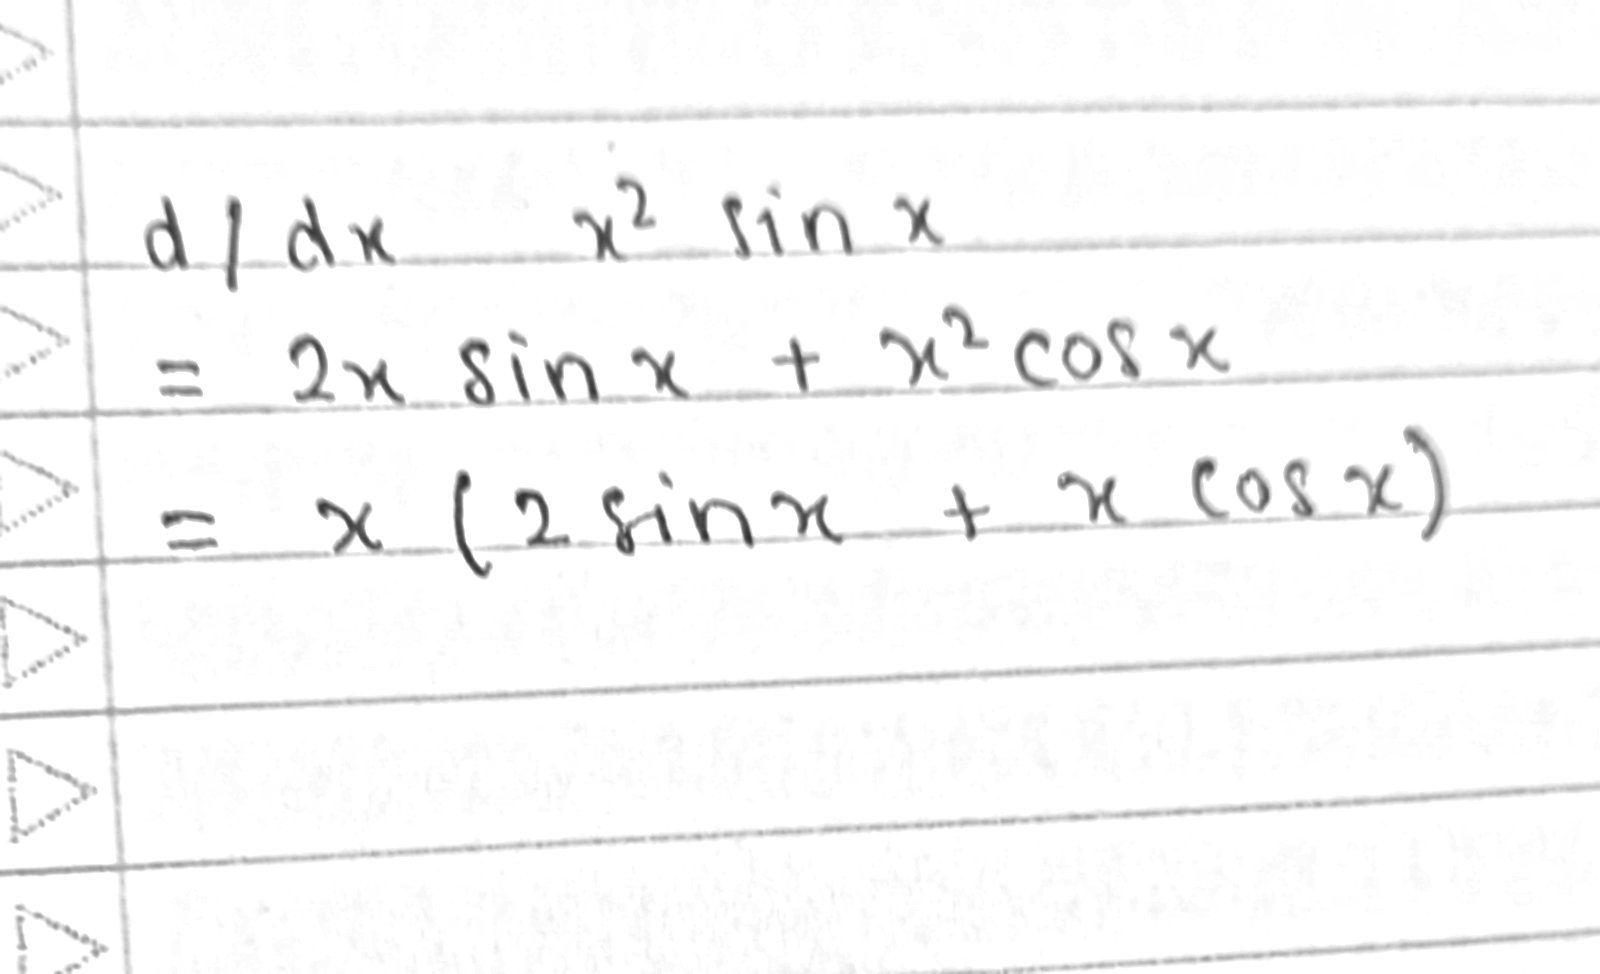 d/dx x² sin x
= 2x sin x + x² cos x
= x (2 sin x + x cos x)